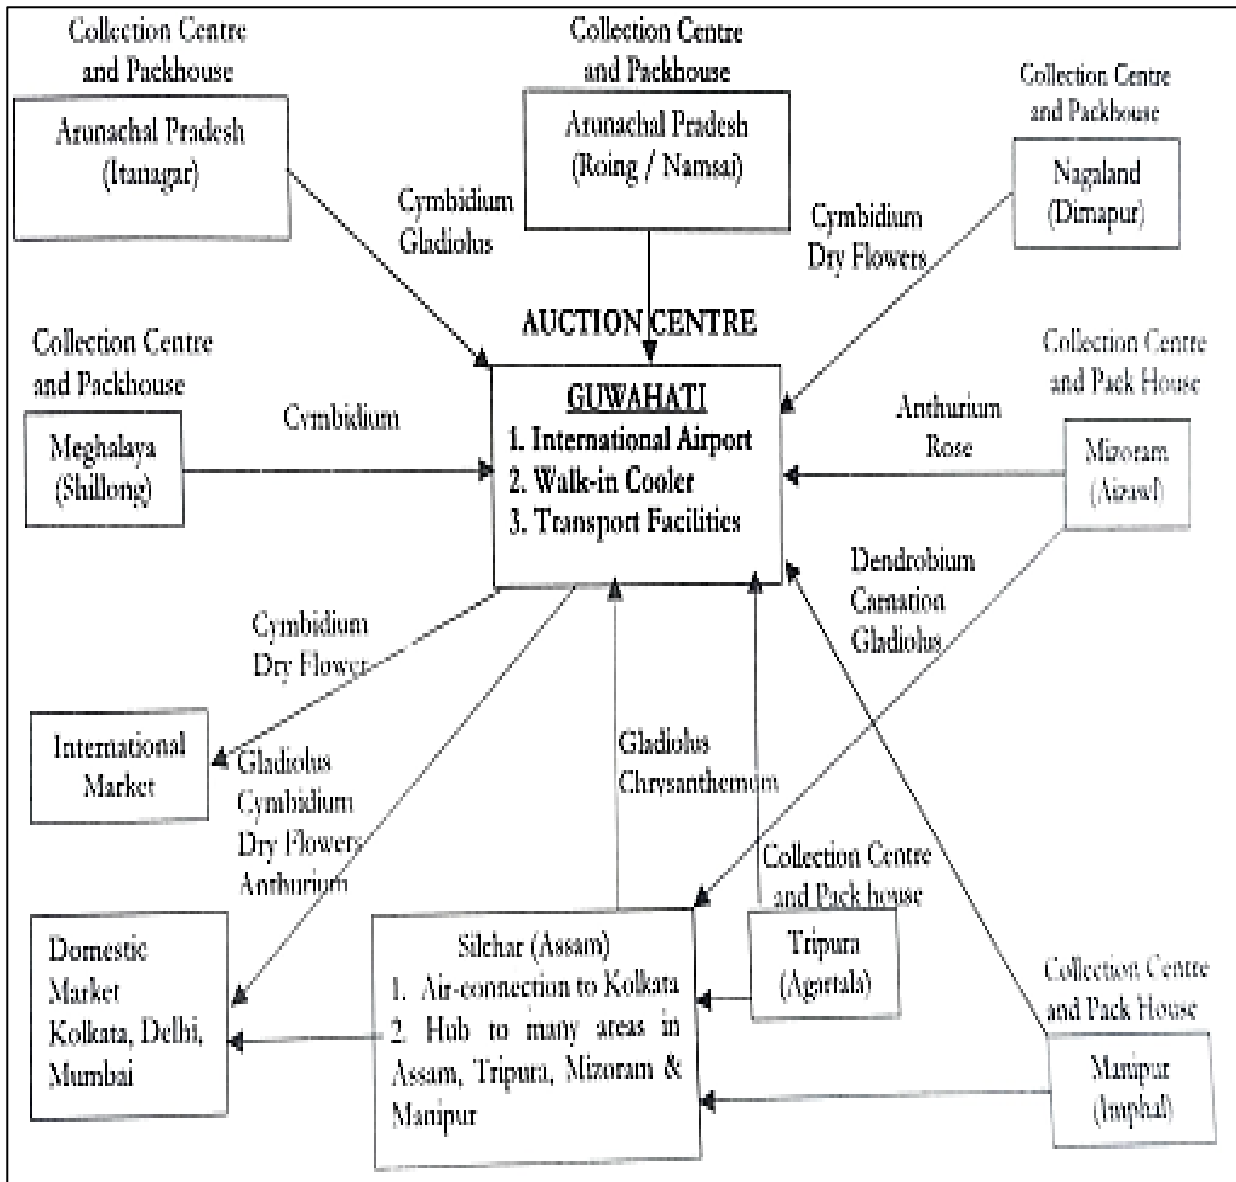 Collection Centre
and Packhouse
Arunachal Pradesh
(Itanagar)
Collection Centre
and Packhouse
Arunachal Pradesh
(Roing / Namsai)
Collection Centre
and Packhouse
Nagaland
(Dimapur)
Cymbidium
Gladiolus
Cymbidium
Dry Flowers
AUCTION CENTRE
GUWAHATI
1. International Airport
2. Walk-in Cooler
3. Transport Facilities
Collection Centre
and Packhouse
Meghalaya
(Shillong)
Cymbidium
Collection Centre
and Pack House
Mizoram
(Aizawl)
Anthurium
Rose
Dendrobium
Carnation
Gladiolus
Cymbidium
Dry Flower
International
Market
Gladiolus
Cymbidium
Dry Flowers
Anthurium
Gladiolus
Chrysanthemum
Domestic
Market
Kolkata, Delhi,
Mumbai
Silchar (Assam)
1. Air-connection to Kolkata
2. Hub to many areas in
Assam, Tripura, Mizoram &
Manipur
Collection Centre
and Pack house
Tripura
(Agartala)
Collection Centre
and Pack House
Manipur
(Imphal)